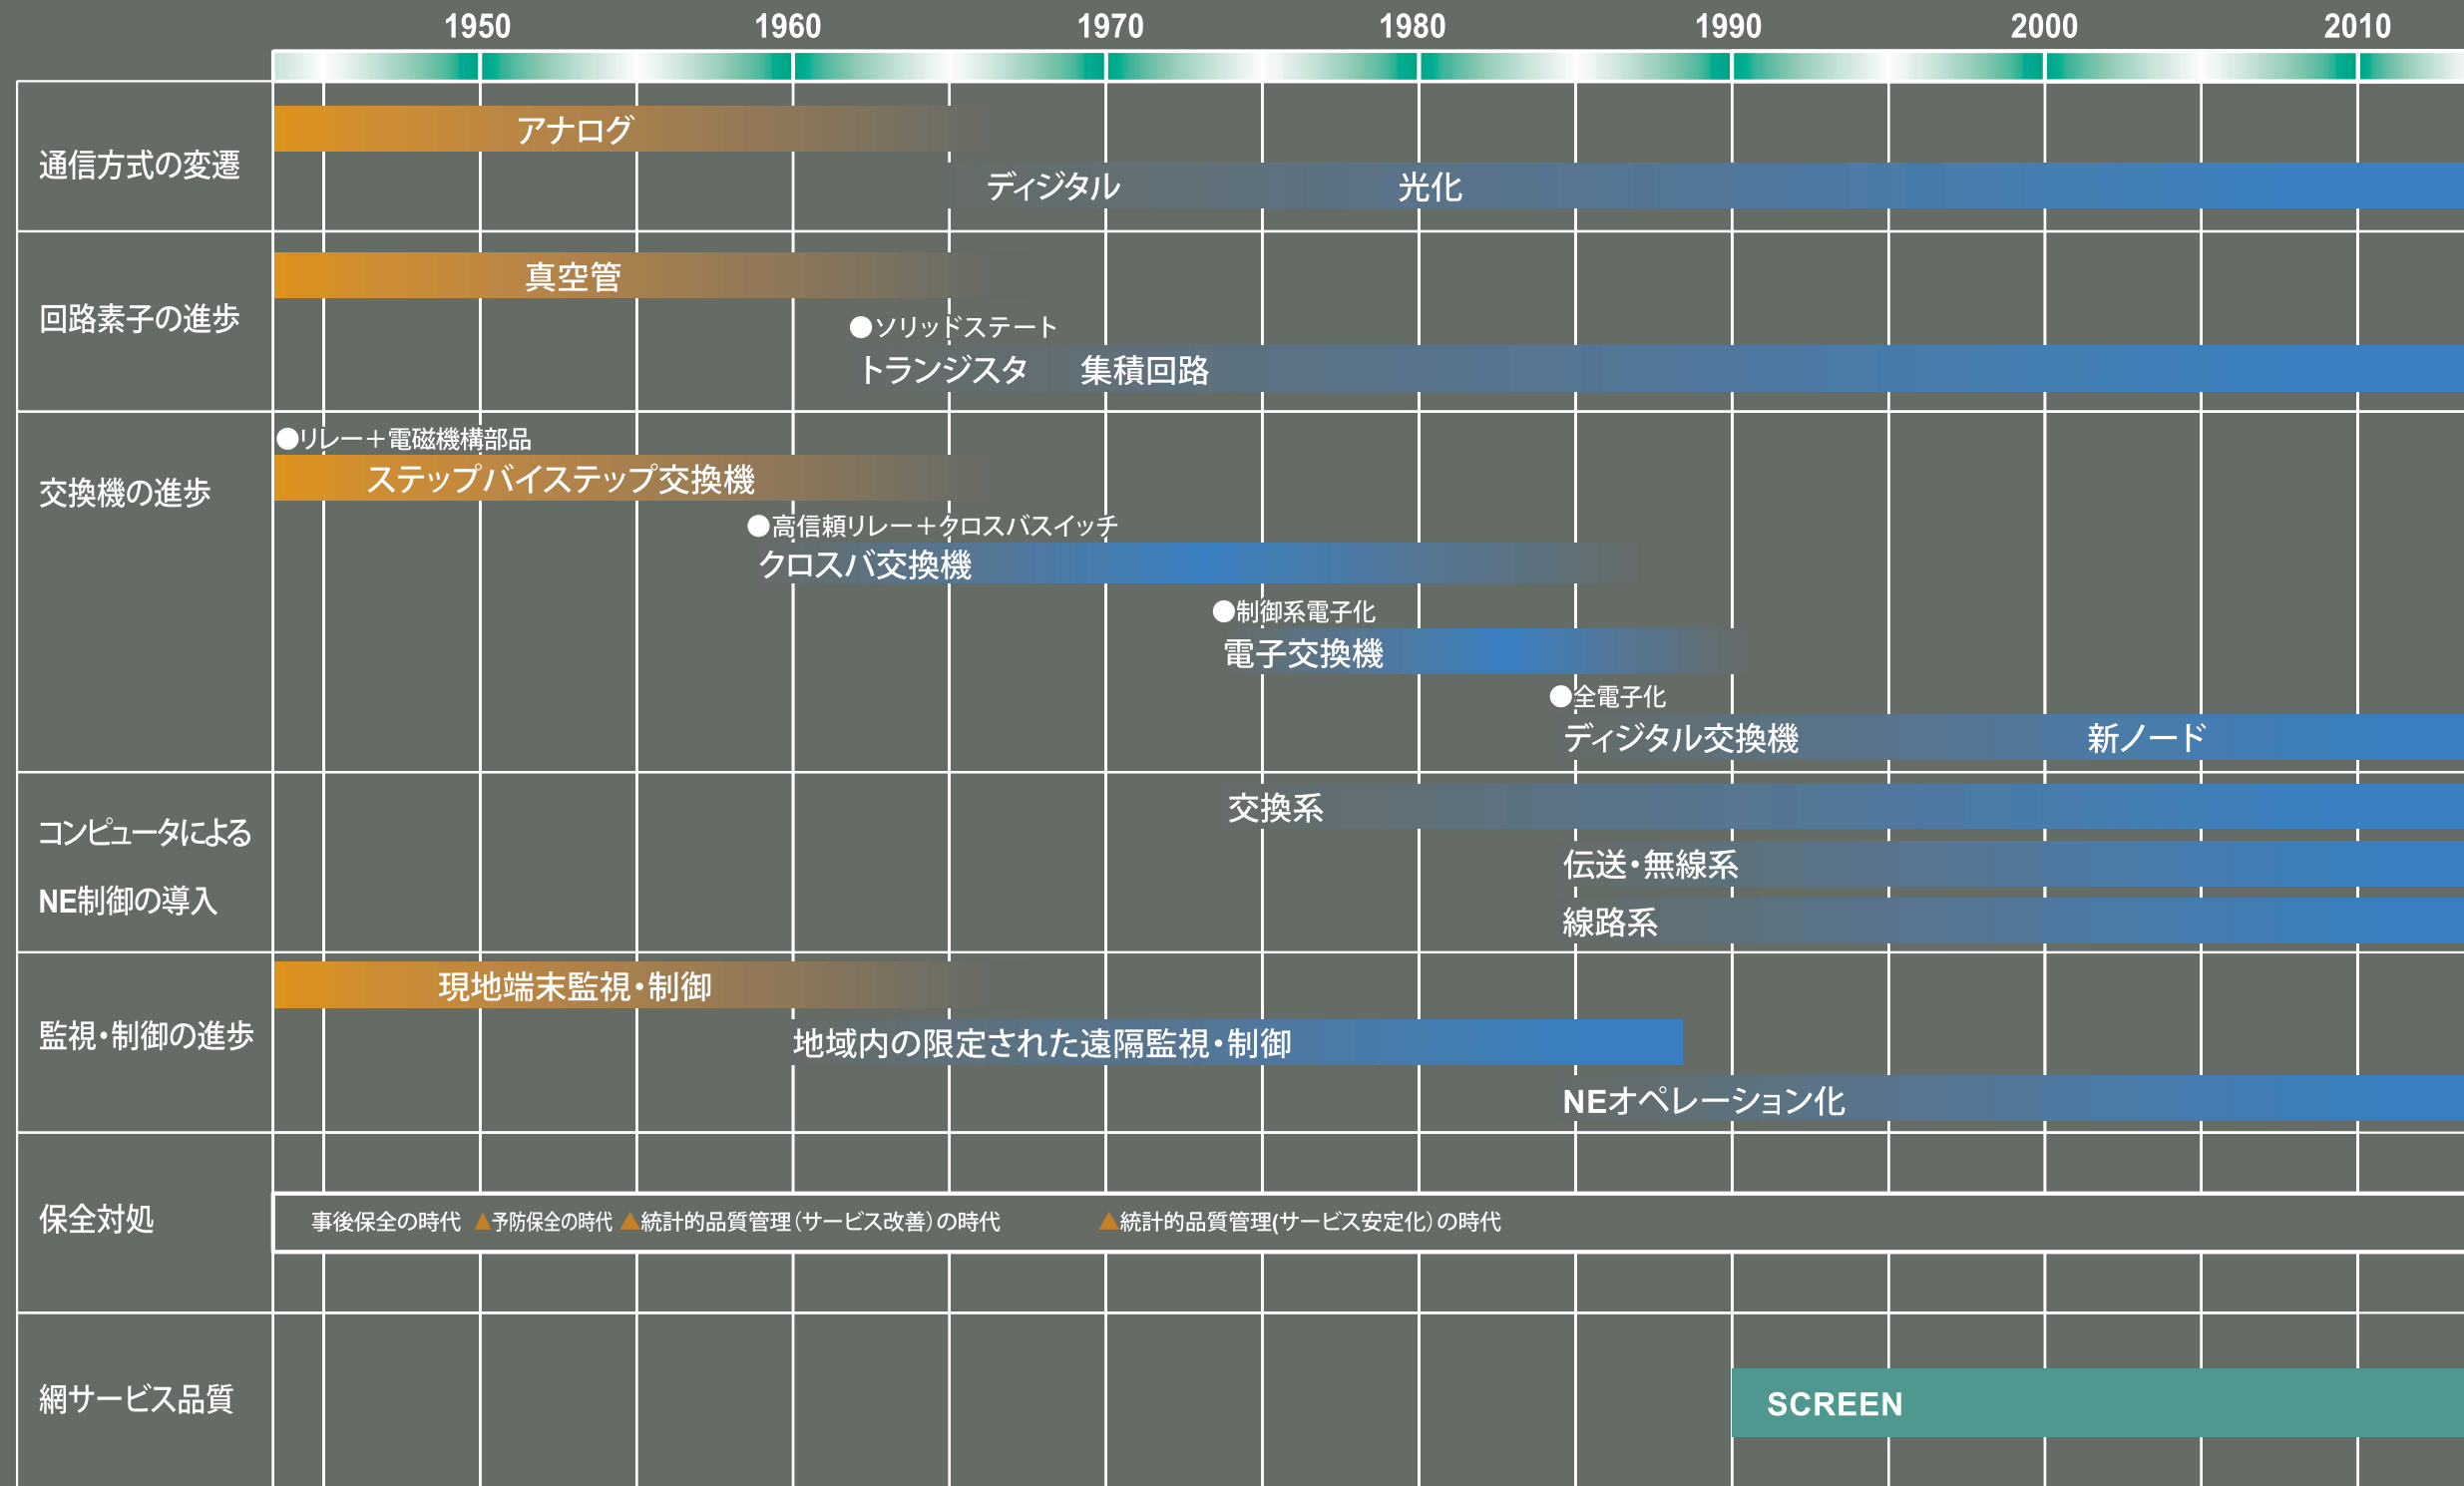 1950 1960 1970 1980 1990 2000 2010
通信方式の変遷
アナログ
ディジタル 光化
回路素子の進歩
真空管
●ソリッドステート
トランジスタ 集積回路
交換機の進歩
●リレー＋電磁機構部品
ステップバイステップ交換機
●高信頼リレー＋クロスバスイッチ
クロスバ交換機
●制御系電子化
電子交換機
●全電子化
ディジタル交換機 新ノード
コンピュータによる
NE制御の導入
交換系
伝送・無線系
線路系
監視・制御の進歩
現地端末監視・制御
地域内の限定された遠隔監視・制御
NEオペレーション化
保全対処
事後保全の時代 ▲予防保全の時代 ▲統計的品質管理（サービス改善）の時代 ▲統計的品質管理(サービス安定化）の時代
網サービス品質
SCREEN